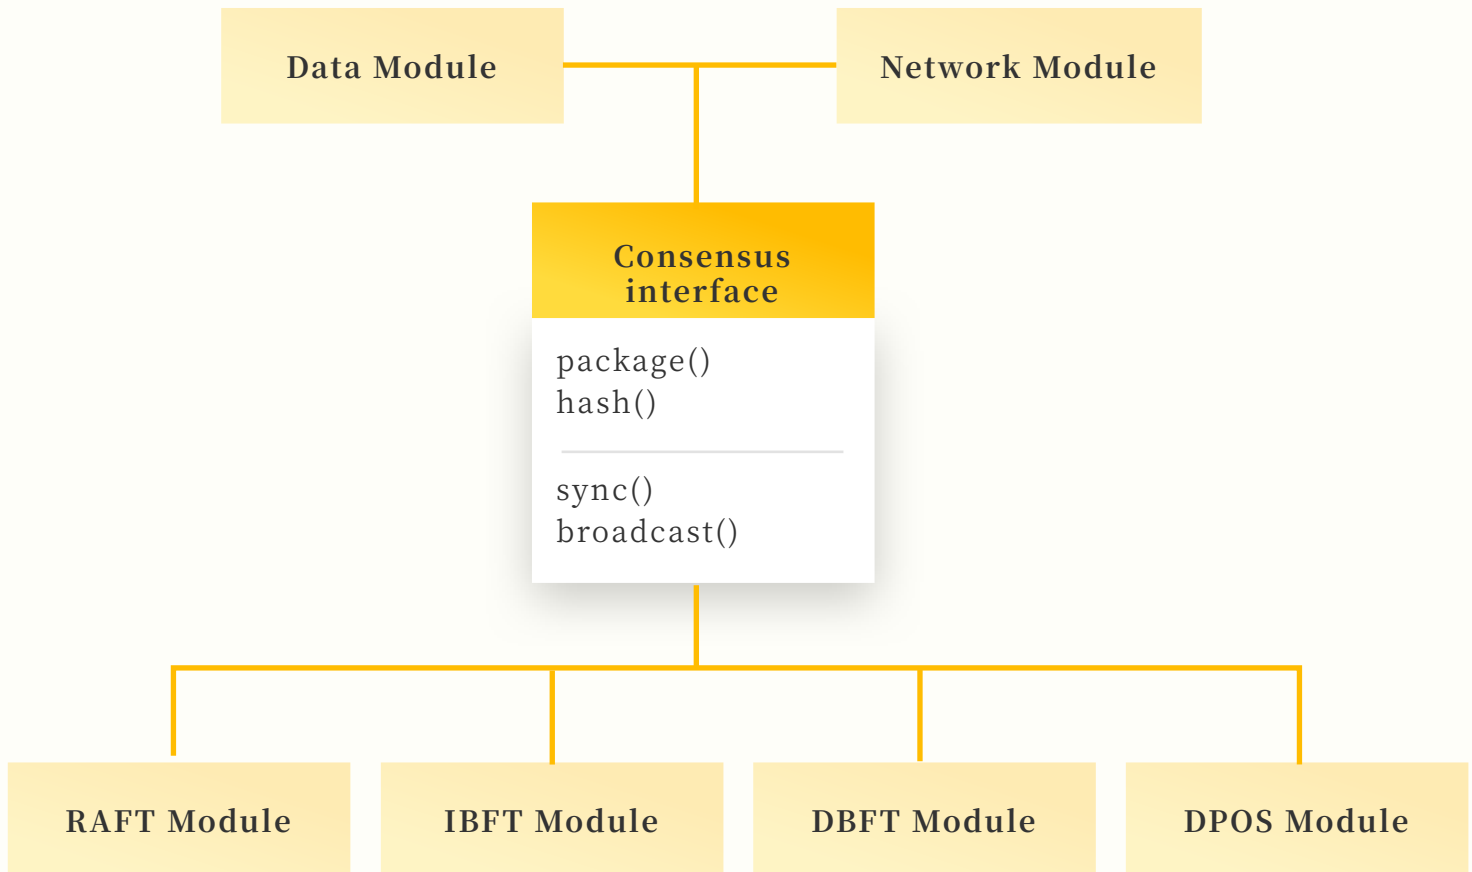 Data Module
Network Module
Consensus
interface
package()
hash()
sync()
broadcast()
RAFT Module
IBFT Module
DBFT Module
DPOS Module